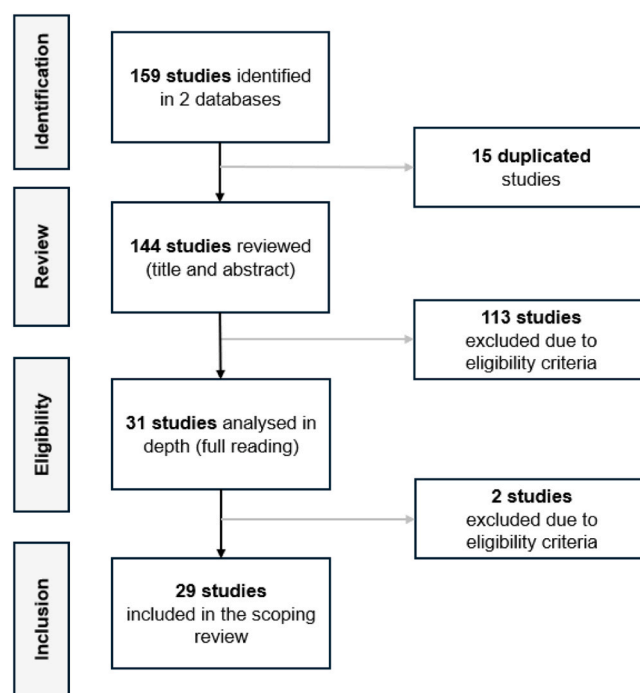 Identification
159 studies identified
in 2 databases
15 duplicated
studies
Review
144 studies reviewed
(title and abstract)
113 studies
excluded due to
eligibility criteria
Eligibility
31 studies analysed in
depth (full reading)
2 studies
excluded due to
eligibility criteria
Inclusion
29 studies
included in the scoping
review